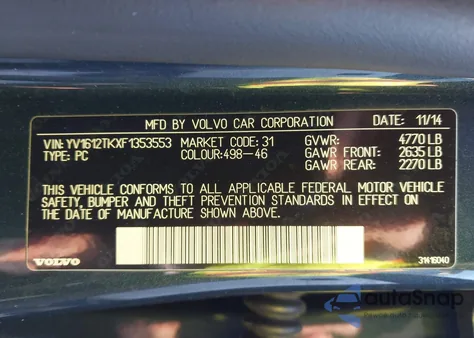 MFD BY VOLVO CAR CORPORATION DATE: 11/14
VIN: YV1612TKXF1353553 MARKET CODE: 31 GVWR: 4770 LB
TYPE: PC COLOUR:498-46 GAWR FRONT: 2635 LB
GAWR REAR: 2270 LB
THIS VEHICLE CONFORMS TO ALL APPLICABLE FEDERAL MOTOR VEHICLE
SAFETY, BUMPER AND THEFT PREVENTION STANDARDS IN EFFECT ON
THE DATE OF MANUFACTURE SHOWN ABOVE.
VOLVO 31416040
autoSnap